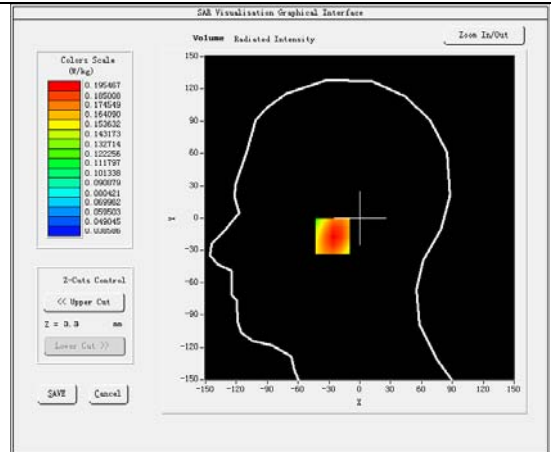 SAR Visualisation Graphical Interface
Volume Radiated Intensity
Zoom In/Out
Colors Scale
(W/kg)
0.195467
0.185008
0.174549
0.164090
0.153632
0.143173
0.132714
0.122256
0.111797
0.101338
0.090879
0.080421
0.069962
0.059503
0.049045
0.038586
Z-Cuts Control
<< Upper Cut
Z = 3.3 mm
Lower Cut >>
SAVE Cancel
150-
120-
90-
60-
30-
Y 0-
-30-
-60-
-90-
-120-
-150-
-150 -120 -90 -60 -30 0 30 60 90 120 150
X